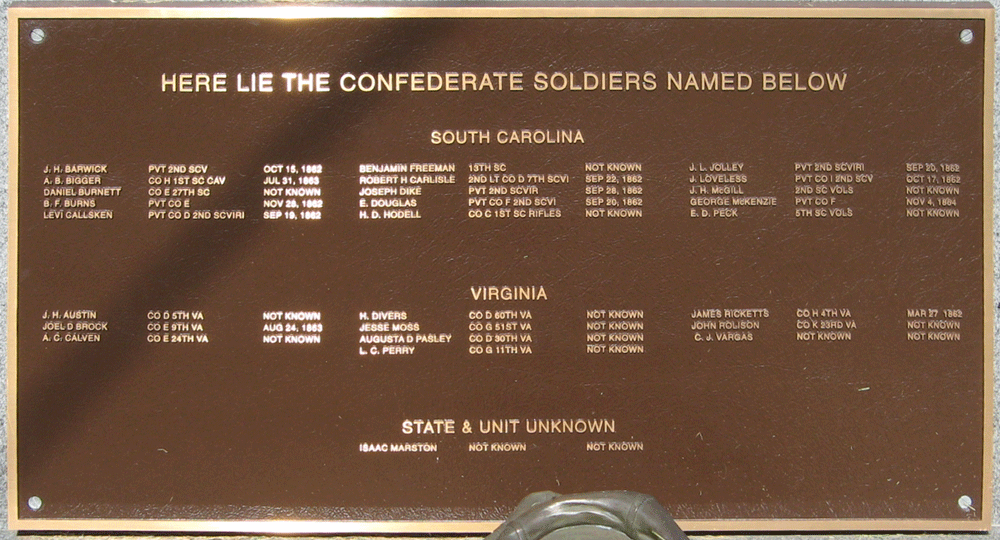 HERE LIE THE CONFEDERATE SOLDIERS NAMED BELOW
SOUTH CAROLINA
J. H. BARWICK PVT 2ND SCV OCT 15, 1862 BENJAMIN FREEMAN 13TH SC NOT KNOWN J. L. JOLLEY PVT 2ND SCVIRI SEP 20, 1862
A. B. BIGGER CO H 1ST SC CAV JUL 31, 1863 ROBERT H CARLISLE 2ND LT CO D 7TH SCVI SEP 22, 1862 J. LOVELESS PVT CO I 2ND SCV OCT 17, 1862
DANIEL BURNETT CO E 27TH SC NOT KNOWN JOSEPH DIKE PVT 2ND SCVIR SEP 28, 1862 J. H. McGILL 2ND SC VOLS NOT KNOWN
B. F. BURNS PVT CO E NOV 28, 1862 E. DOUGLAS PVT CO F 2ND SCVI SEP 20, 1862 GEORGE McKENZIE PVT CO F NOV 4, 1864
LEVI CALLSKEN PVT CO D 2ND SCVIRI SEP 19, 1862 H. D. HODELL CO C 1ST SC RIFLES NOT KNOWN E. D. PECK 5TH SC VOLS NOT KNOWN
VIRGINIA
J. H. AUSTIN CO D 5TH VA NOT KNOWN H. DIVERS CO D 60TH VA NOT KNOWN JAMES RICKETTS CO H 4TH VA MAR 27 1862
JOEL D BROCK CO E 9TH VA AUG 24, 1863 JESSE MOSS CO G 51ST VA NOT KNOWN JOHN ROLISON CO K 23RD VA NOT KNOWN
A. C. CALVEN CO E 24TH VA NOT KNOWN AUGUSTA D PASLEY CO D 30TH VA NOT KNOWN C. J. VARGAS NOT KNOWN NOT KNOWN
L. C. PERRY CO G 11TH VA NOT KNOWN
STATE & UNIT UNKNOWN
ISAAC MARSTON NOT KNOWN NOT KNOWN